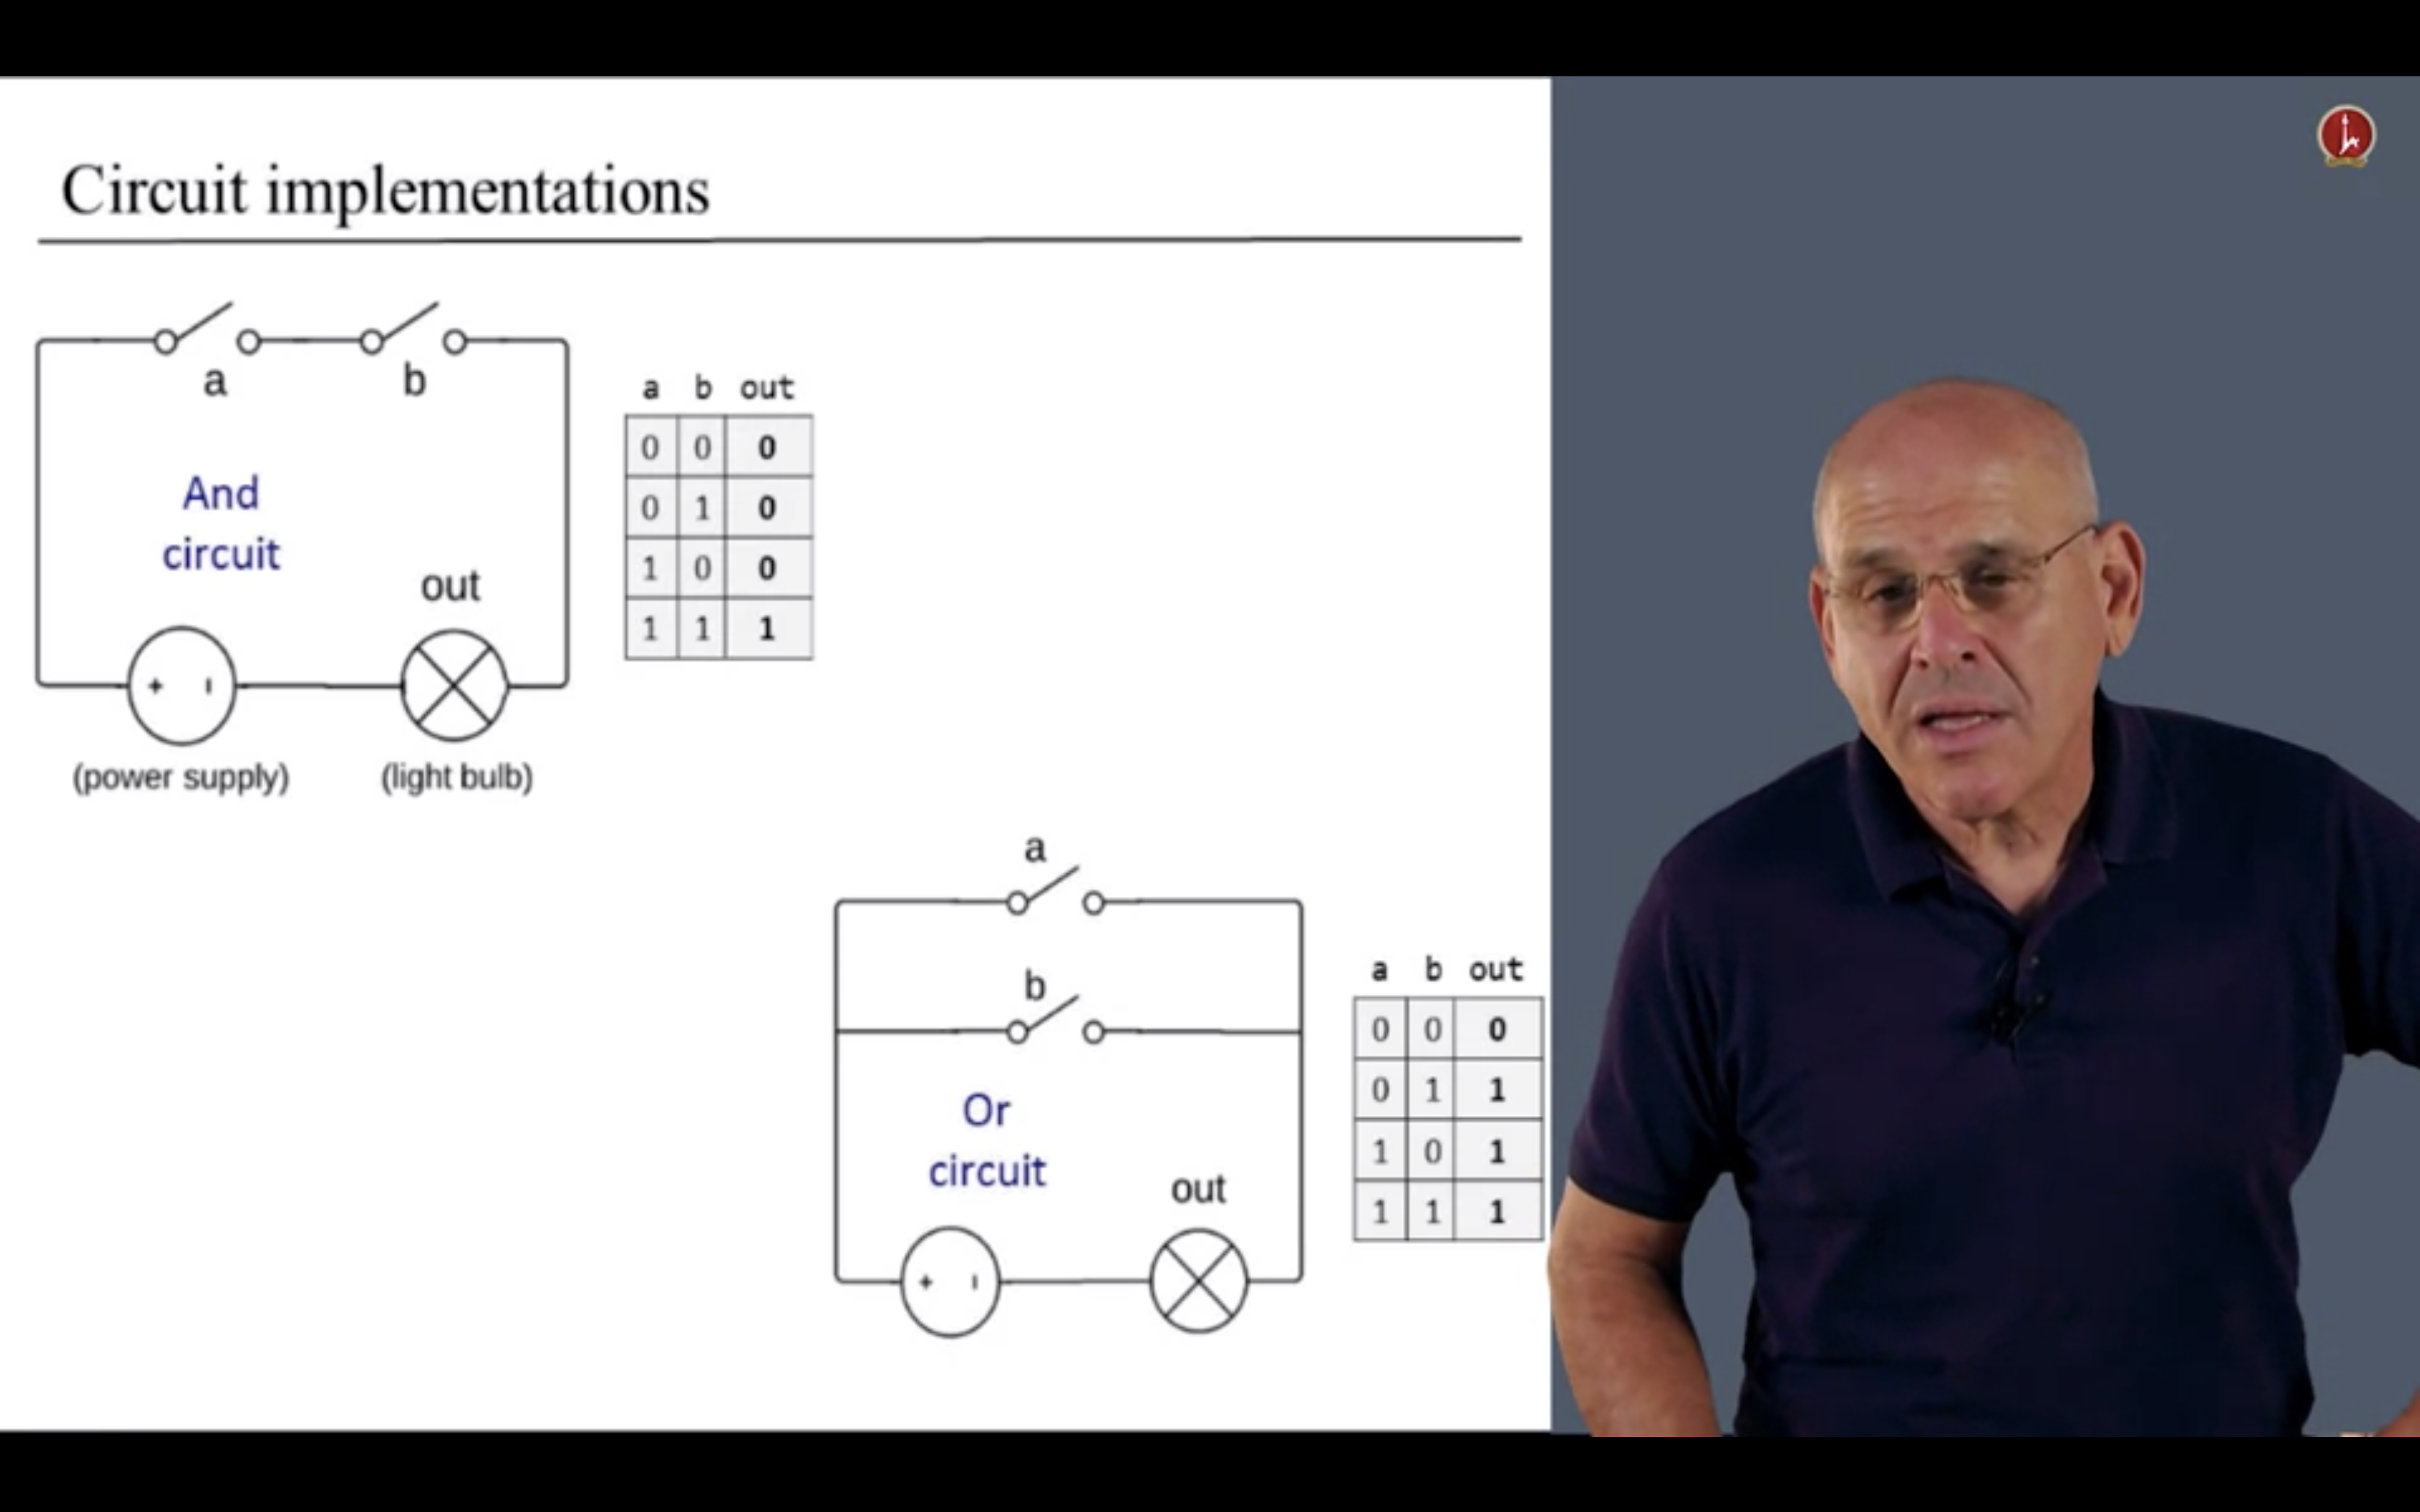 Circuit implementations
a b
And
circuit
out
+ -
(power supply) (light bulb)
a b out
0 0 0
0 1 0
1 0 0
1 1 1
a
b
Or
circuit
out
+ -
a b out
0 0 0
0 1 1
1 0 1
1 1 1